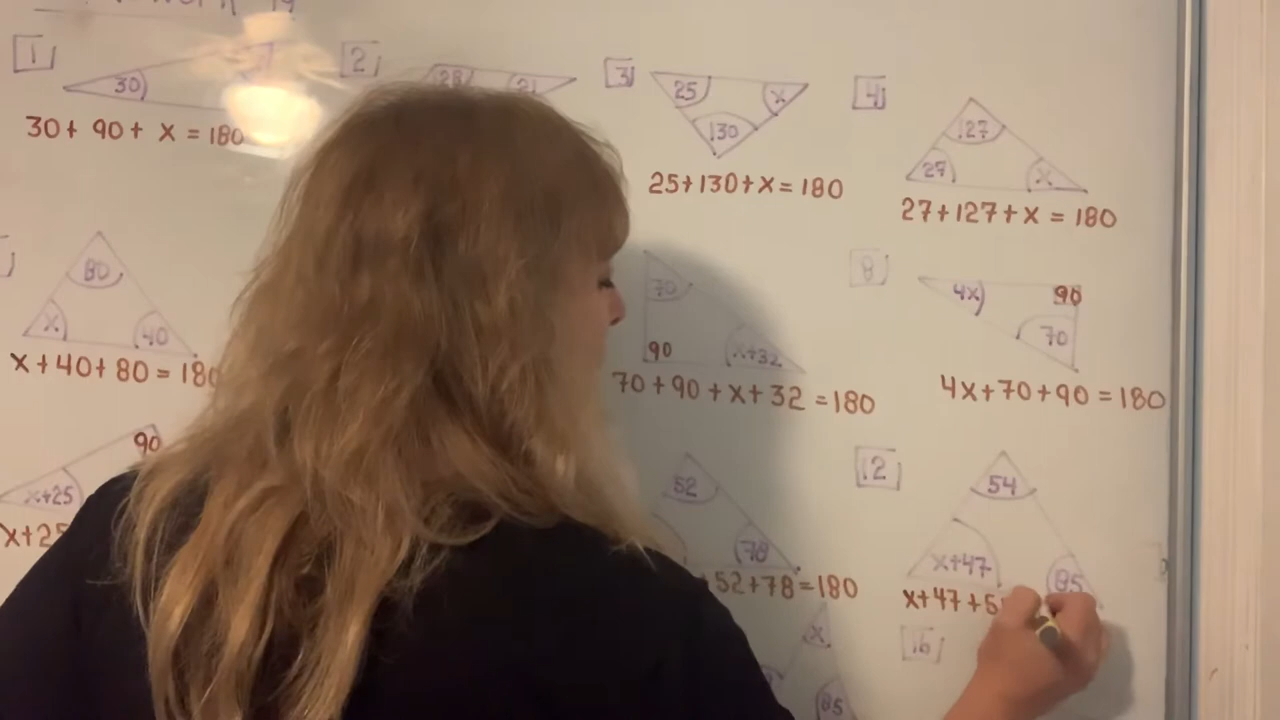 1
30
30 + 90 + x = 180
2
28
21
3
25
x
130
25+130+x=180
4
127
27
x
27+127+x = 180
80
x
40
x+40+80 = 180
70
90
x+32
70+90+x+32 =180
8
4x
90
70
4x+70+90 =180
90
x+25
x+25
52
78
+52+78=180
12
54
x+47
85
x+47+5
16
x
85